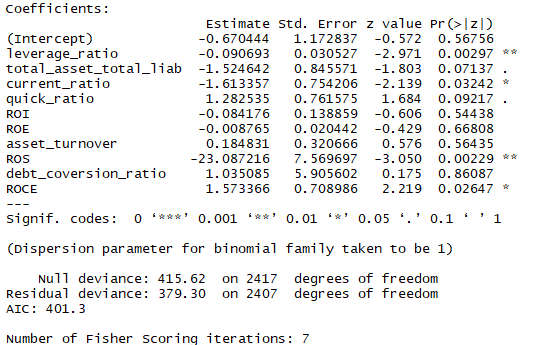 Coefficients:
Estimate Std. Error z value Pr(>|z|)
(Intercept) -0.670444 1.172837 -0.572 0.56756
leverage_ratio -0.090693 0.030527 -2.971 0.00297 **
total_asset_total_liab -1.524642 0.845571 -1.803 0.07137 .
current_ratio -1.613357 0.754206 -2.139 0.03242 *
quick_ratio 1.282535 0.761575 1.684 0.09217 .
ROI -0.084176 0.138859 -0.606 0.54438
ROE -0.008765 0.020442 -0.429 0.66808
asset_turnover 0.184831 0.320666 0.576 0.56435
ROS -23.087216 7.569697 -3.050 0.00229 **
debt_coversion_ratio 1.035085 5.905602 0.175 0.86087
ROCE 1.573366 0.708986 2.219 0.02647 *
---
Signif. codes: 0 ‘***’ 0.001 ‘**’ 0.01 ‘*’ 0.05 ‘.’ 0.1 ‘ ’ 1
(Dispersion parameter for binomial family taken to be 1)
Null deviance: 415.62 on 2417 degrees of freedom
Residual deviance: 379.30 on 2407 degrees of freedom
AIC: 401.3
Number of Fisher Scoring iterations: 7